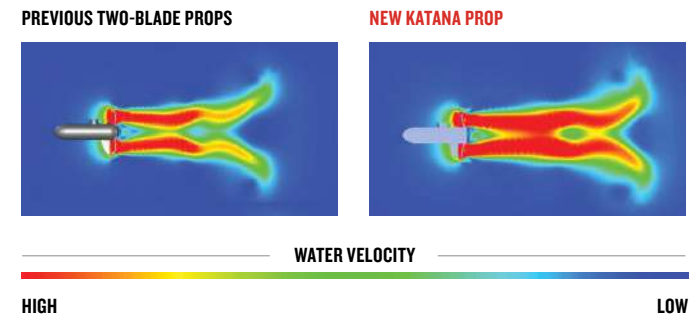 PREVIOUS TWO-BLADE PROPS
NEW KATANA PROP
WATER VELOCITY
HIGH
LOW